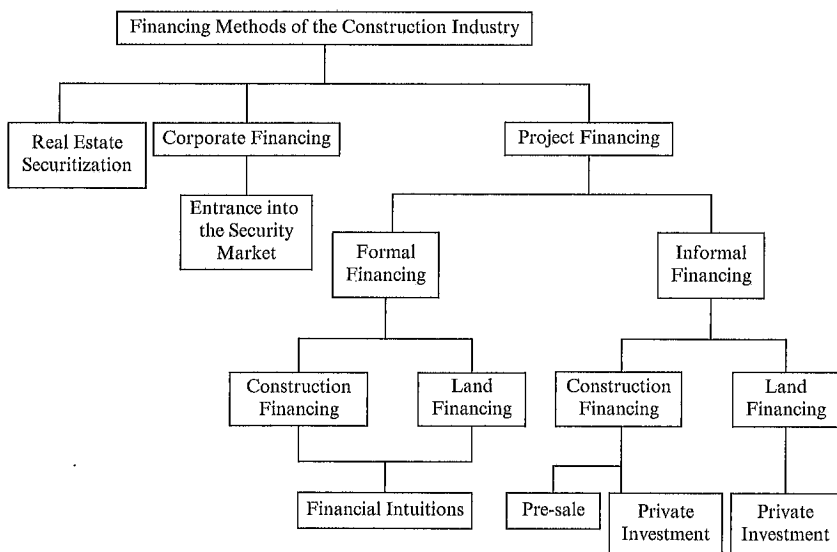 Financing Methods of the Construction Industry
Real Estate
Securitization
Corporate Financing
Project Financing
Entrance into
the Security
Market
Formal
Financing
Informal
Financing
Construction
Financing
Land
Financing
Construction
Financing
Land
Financing
Financial Intuitions
Pre-sale
Private
Investment
Private
Investment